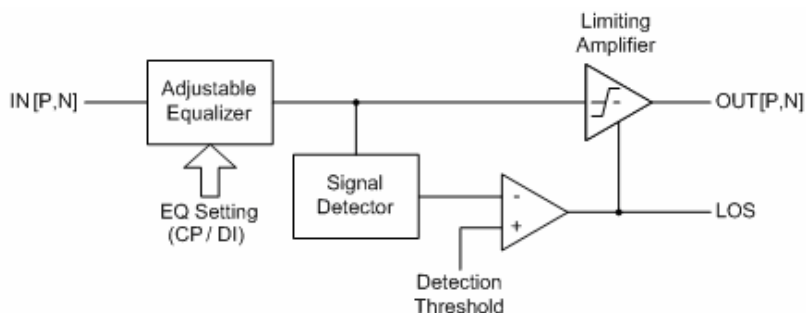 Limiting
Amplifier
IN[P,N]
Adjustable
Equalizer
OUT[P,N]
EQ Setting
(CP / DI)
Signal
Detector
-
+
LOS
Detection
Threshold